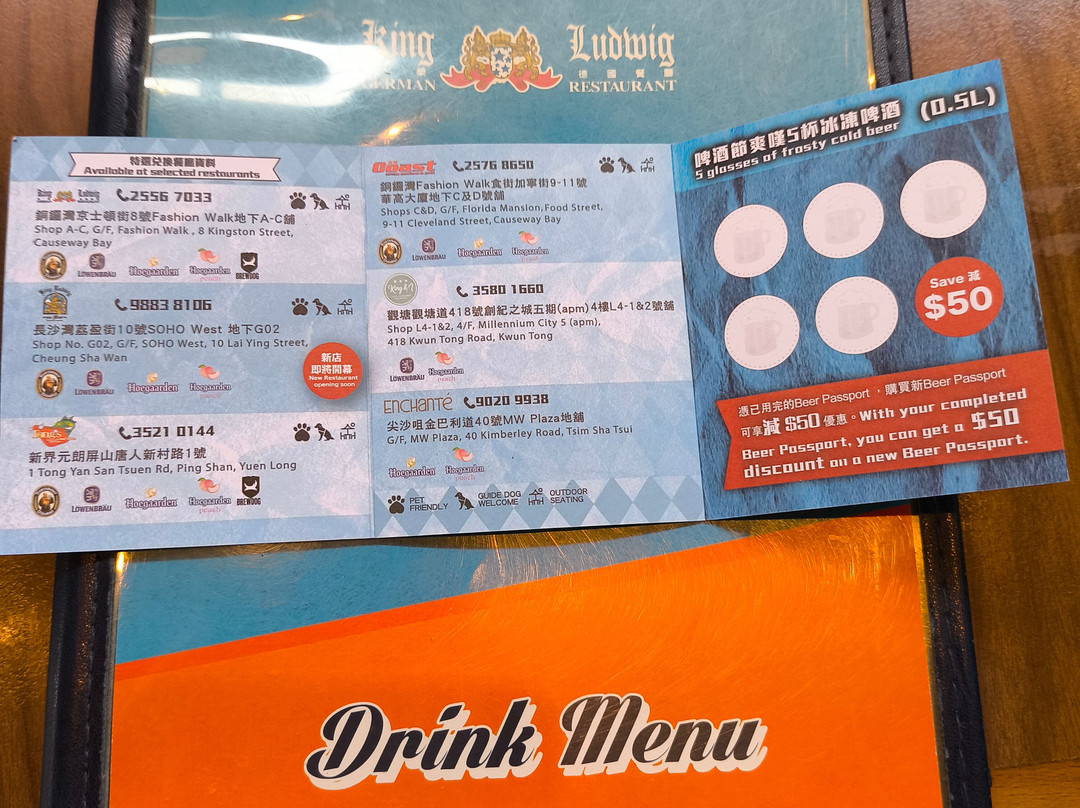 King Ludwig
德國餐廳
GERMAN RESTAURANT
特選兌換餐廳資料
Available at selected restaurants
King Ludwig
2556 7033
銅鑼灣京士頓街8號Fashion Walk地下A-C舖
Shop A-C, G/F, Fashion Walk , 8 Kingston Street,
Causeway Bay
LÖWENBRÄU
Hoegaarden
Hoegaarden
peach
BREWDOG
9883 8106
長沙灣荔盈街10號SOHO West 地下G02
Shop No. G02, G/F, SOHO West, 10 Lai Ying Street,
Cheung Sha Wan
LÖWENBRÄU
Hoegaarden
Hoegaarden
peach
新店
即將開幕
New Restaurant
opening soon
3521 0144
新界元朗屏山唐人新村路1號
1 Tong Yan San Tsuen Rd, Ping Shan, Yuen Long
LÖWENBRÄU
Hoegaarden
Hoegaarden
peach
BREWDOG
2576 8650
銅鑼灣Fashion Walk食街加寧街9-11號
華高大廈地下C及D號舖
Shops C&D, G/F, Florida Mansion, Food Street,
9-11 Cleveland Street, Causeway Bay
LÖWENBRÄU
Hoegaarden
Hoegaarden
peach
3580 1660
觀塘觀塘道418號創紀之城五期(apm)4樓L4-1&2號舖
Shop L4-1&2, 4/F, Millennium City 5 (apm),
418 Kwun Tong Road, Kwun Tong
LÖWENBRÄU
Hoegaarden
peach
ENCHANTÉ
9020 9938
尖沙咀金巴利道40號MW Plaza地舖
G/F, MW Plaza, 40 Kimberley Road, Tsim Sha Tsui
Hoegaarden
Hoegaarden
peach
PET
FRIENDLY
GUIDE DOG
WELCOME
OUTDOOR
SEATING
啤酒節爽嘆5杯冰凍啤酒 (0.5L)
5 glasses of frosty cold beer
Save 減
$50
憑已用完的Beer Passport，購買新Beer Passport
可享減 $50 優惠。With your completed
Beer Passport, you can get a $50
discount on a new Beer Passport.
Drink Menu